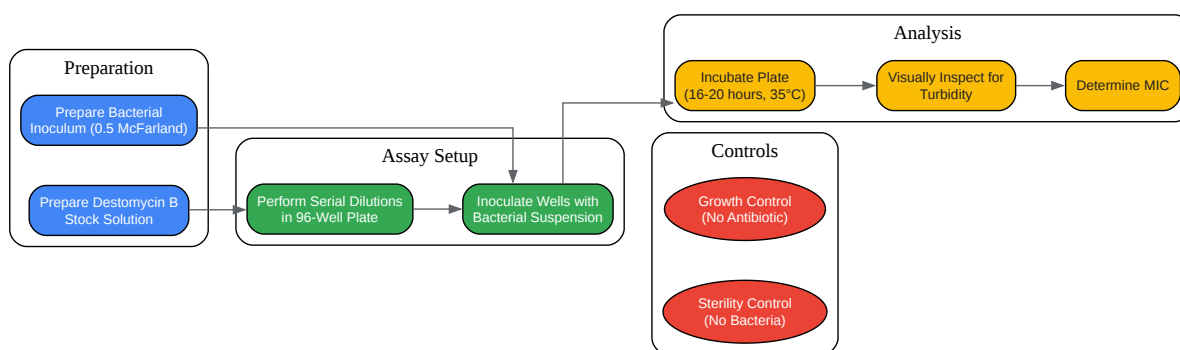 Preparation
Prepare Bacterial
Inoculum (0.5 McFarland)
Prepare Destomycin B
Stock Solution
Assay Setup
Perform Serial Dilutions
in 96-Well Plate
Inoculate Wells with
Bacterial Suspension
Analysis
Incubate Plate
(16-20 hours, 35°C)
Visually Inspect for
Turbidity
Determine MIC
Controls
Growth Control
(No Antibiotic)
Sterility Control
(No Bacteria)